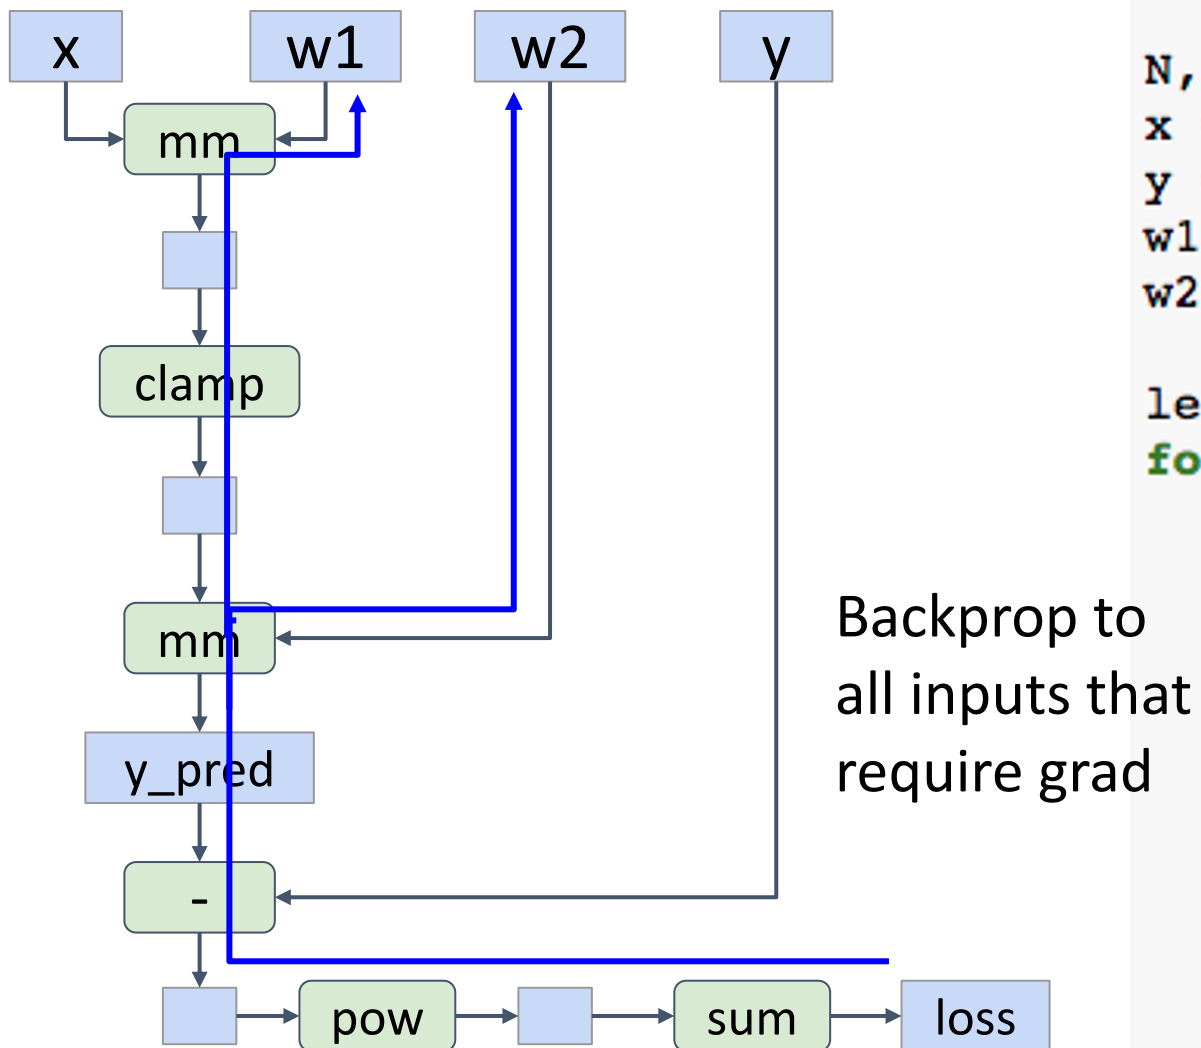 x
w1
w2
y
mm
clamp
mm
y_pred
-
pow
sum
loss
Backprop to
all inputs that
require grad
N,
x
y
w1
w2
le
fo